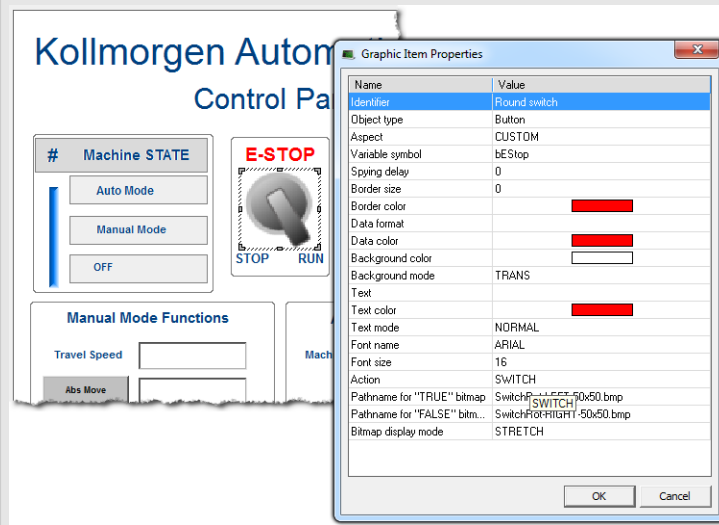 Kollmorgen Autom
Control Pa
# Machine STATE
Auto Mode
Manual Mode
OFF
E-STOP
STOP RUN
Manual Mode Functions
Travel Speed
Mach
Abs Move
Graphic Item Properties
Name Value
Identifier Round switch
Object type Button
Aspect CUSTOM
Variable symbol bEStop
Spying delay 0
Border size 0
Border color
Data format
Data color
Background color
Background mode TRANS
Text
Text color
Text mode NORMAL
Font name ARIAL
Font size 16
Action SWITCH
Pathname for "TRUE" bitmap SwitchRot-LEFT-50x50.bmp
SWITCH
Pathname for "FALSE" bitm... SwitchRot-RIGHT-50x50.bmp
Bitmap display mode STRETCH
OK Cancel